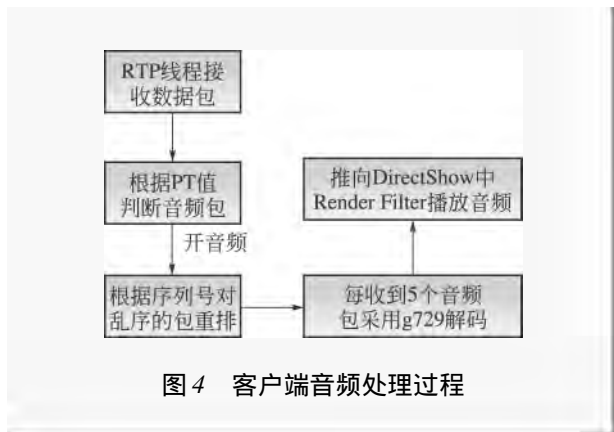 RTP线程接
收数据包
根据PT值
判断音频包
开音频
根据序列号对
乱序的包重排
每收到5个音频
包采用g729解码
推向DirectShow中
Render Filter播放音频
图4 客户端音频处理过程